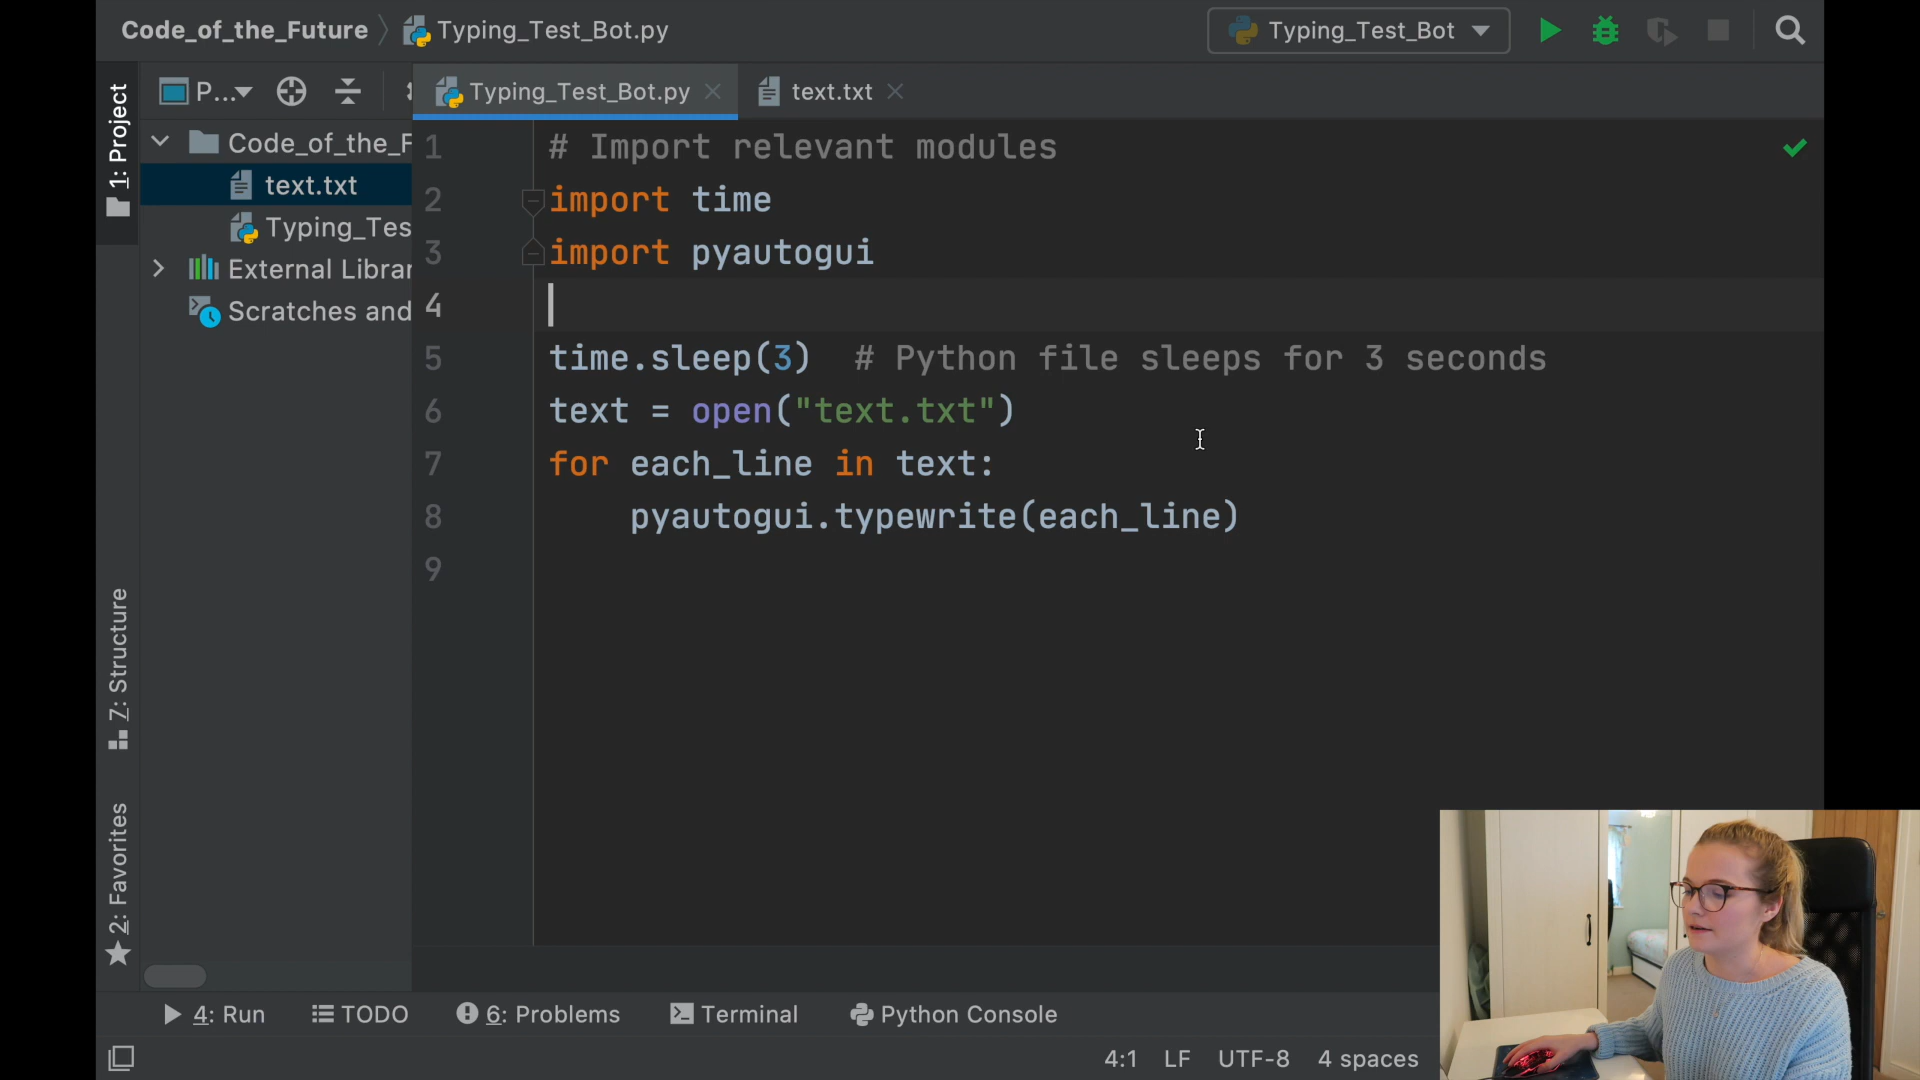 Code_of_the_Future
Typing_Test_Bot.py
Typing_Test_Bot
1: Project
P...
Typing_Test_Bot.py
text.txt
Code_of_the_F
text.txt
Typing_Tes
External Librar
Scratches and
1 # Import relevant modules
2 import time
3 import pyautogui
4
5 time.sleep(3)  # Python file sleeps for 3 seconds
6 text = open("text.txt")
7 for each_line in text:
8     pyautogui.typewrite(each_line)
9
7: Structure
2: Favorites
4: Run
TODO
6: Problems
Terminal
Python Console
4:1
LF
UTF-8
4 spaces